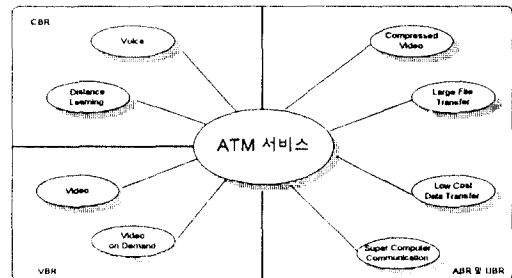 CBR
Voice
Compressed
Video
Distance
Learning
Large File
Transfer
ATM 서비스
Video
Low Cost
Data Transfer
Video
on Demand
Super Computer
Communication
VBR
ABR 및 UBR